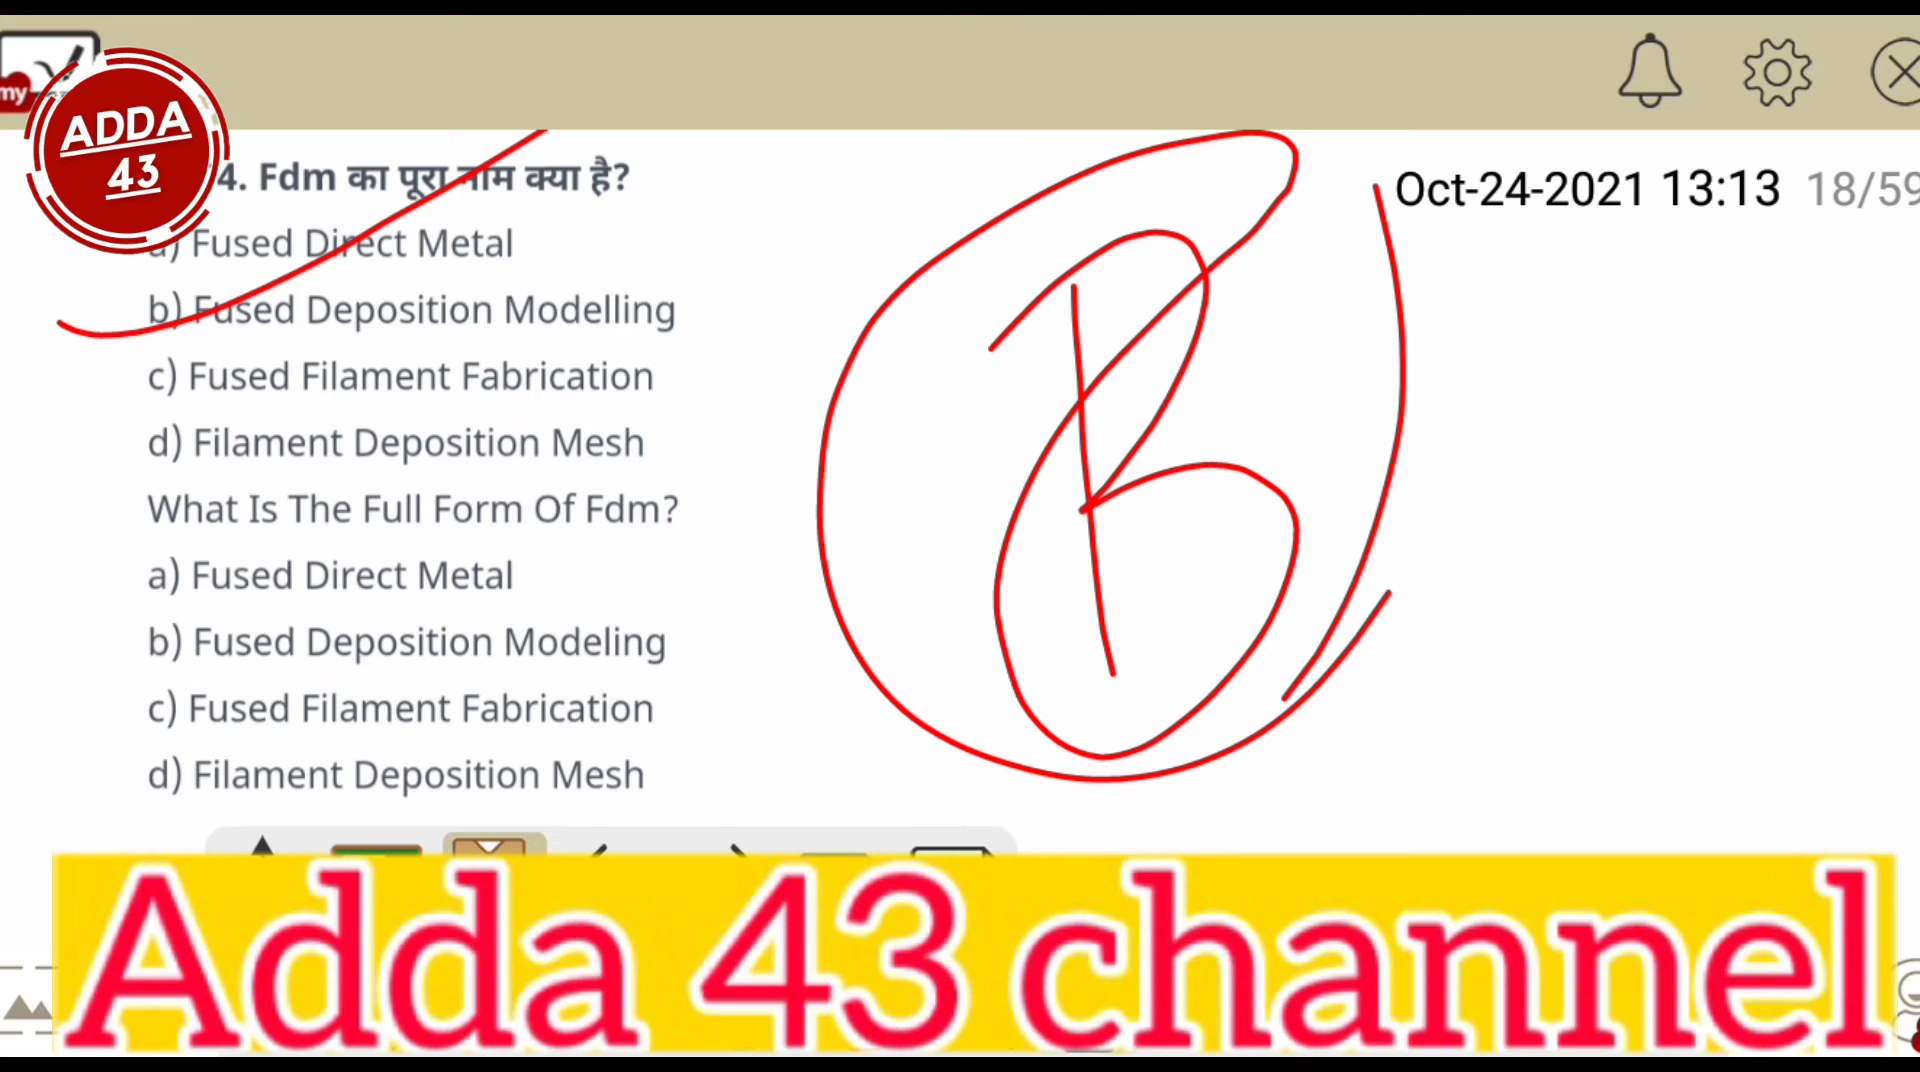 my
ADDA
43
4. Fdm का पूरा नाम क्या है?
Oct-24-2021 13:13 18/59
a) Fused Direct Metal
b) Fused Deposition Modelling
c) Fused Filament Fabrication
d) Filament Deposition Mesh
What Is The Full Form Of Fdm?
a) Fused Direct Metal
b) Fused Deposition Modeling
c) Fused Filament Fabrication
d) Filament Deposition Mesh
B
Adda 43 channel